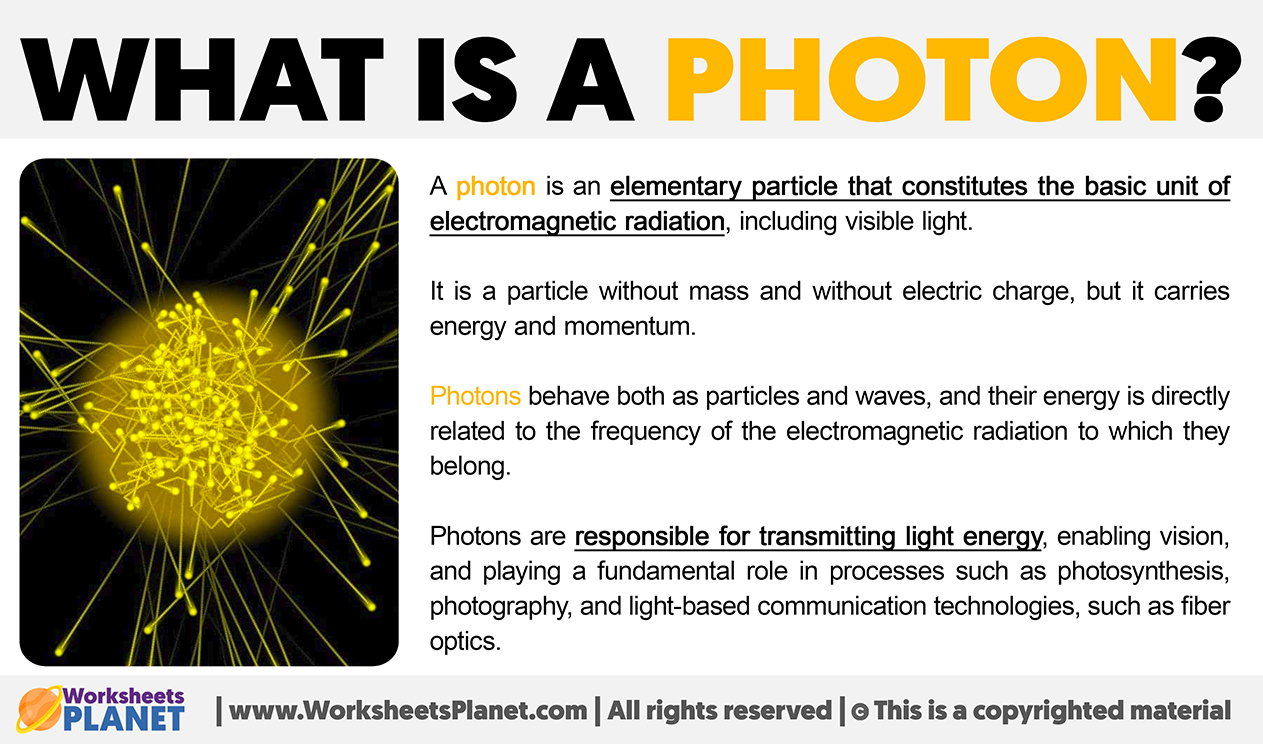 WHAT IS A PHOTON?
A photon is an elementary particle that constitutes the basic unit of
electromagnetic radiation, including visible light.
It is a particle without mass and without electric charge, but it carries
energy and momentum.
Photons behave both as particles and waves, and their energy is directly
related to the frequency of the electromagnetic radiation to which they
belong.
Photons are responsible for transmitting light energy, enabling vision,
and playing a fundamental role in processes such as photosynthesis,
photography, and light-based communication technologies, such as fiber
optics.
Worksheets
PLANET
| www.WorksheetsPlanet.com | All rights reserved | © This is a copyrighted material